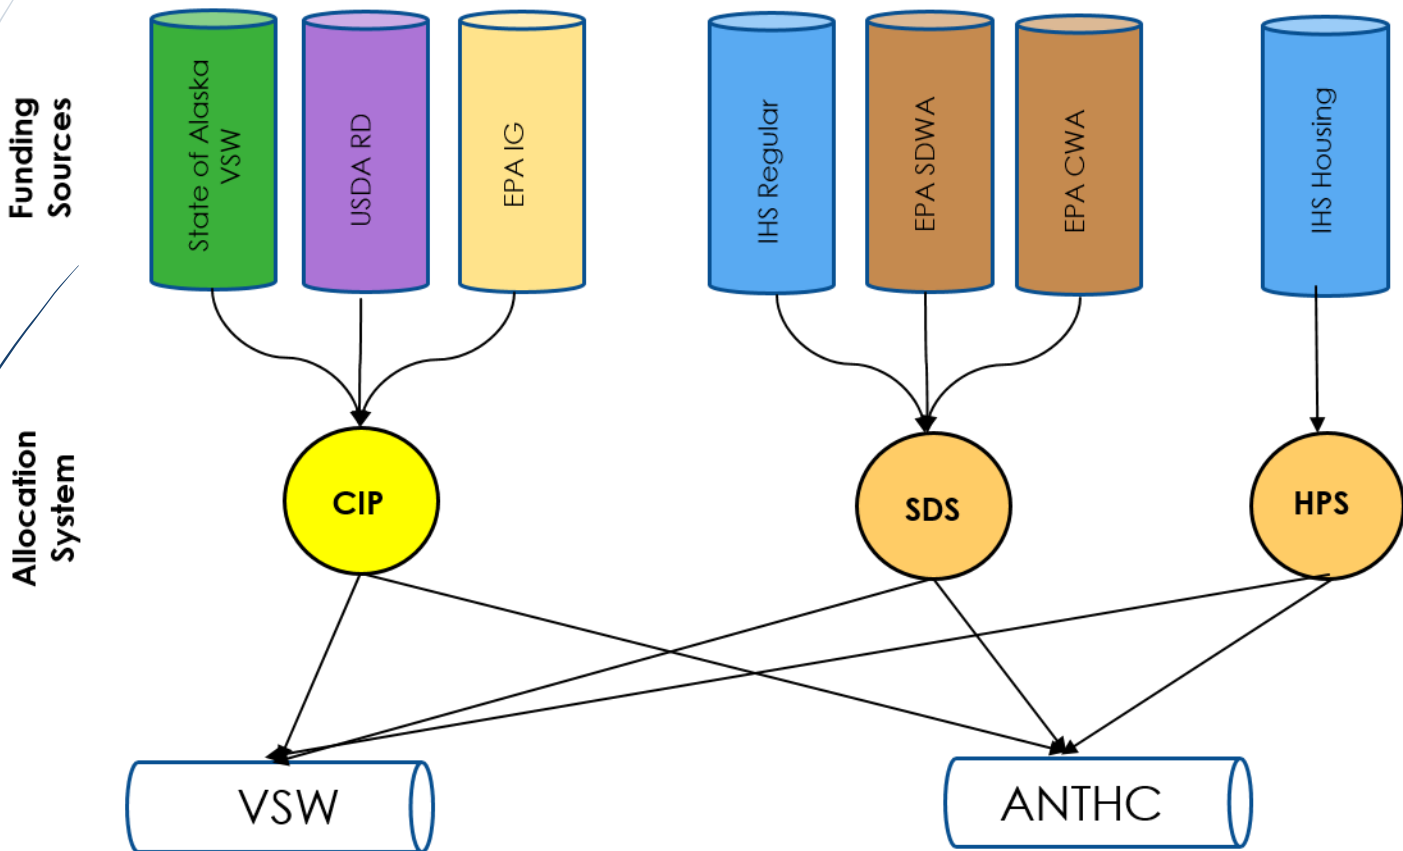 Funding
Sources
State of Alaska
VSW
USDA RD
EPA IG
IHS Regular
EPA SDWA
EPA CWA
IHS Housing
Allocation
System
CIP
SDS
HPS
VSW
ANTHC